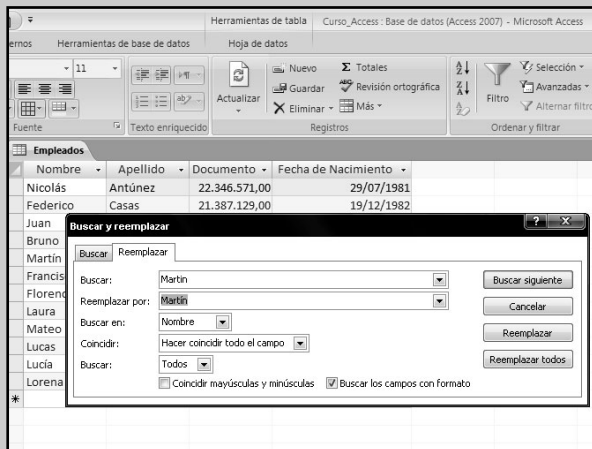 Herramientas de tabla Curso_Access : Base de datos (Access 2007) - Microsoft Access
ernos Herramientas de base de datos Hoja de datos
11
Actualizar
Nuevo
Guardar
Eliminar
Totales
Revisión ortográfica
Más
Filtro
Selección
Avanzadas
Alternar filtro
Fuente Texto enriquecido Registros Ordenar y filtrar
Empleados
Nombre Apellido Documento Fecha de Nacimiento
Nicolás Antúnez 22.346.571,00 29/07/1981
Federico Casas 21.387.129,00 19/12/1982
Juan
Bruno
Martín
Francis
Florenc
Laura
Mateo
Lucas
Lucía
Lorena
Buscar y reemplazar
Buscar Reemplazar
Buscar: Martin Buscar siguiente
Reemplazar por: Martín Cancelar
Buscar en: Nombre Reemplazar
Coincidir: Hacer coincidir todo el campo Reemplazar todos
Buscar: Todos
Coincidir mayúsculas y minúsculas Buscar los campos con formato